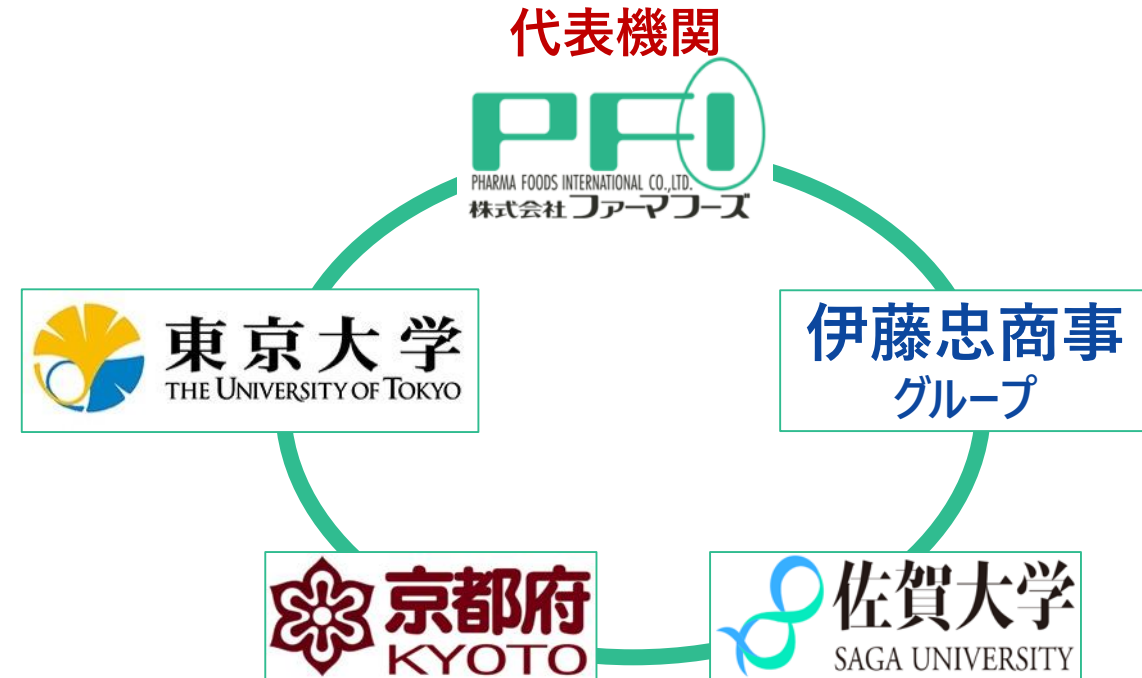 代表機関
PFI
PHARMA FOODS INTERNATIONAL CO.,LTD.
株式会社ファーマフーズ
東京大学
THE UNIVERSITY OF TOKYO
伊藤忠商事
グループ
京都府
KYOTO
佐賀大学
SAGA UNIVERSITY